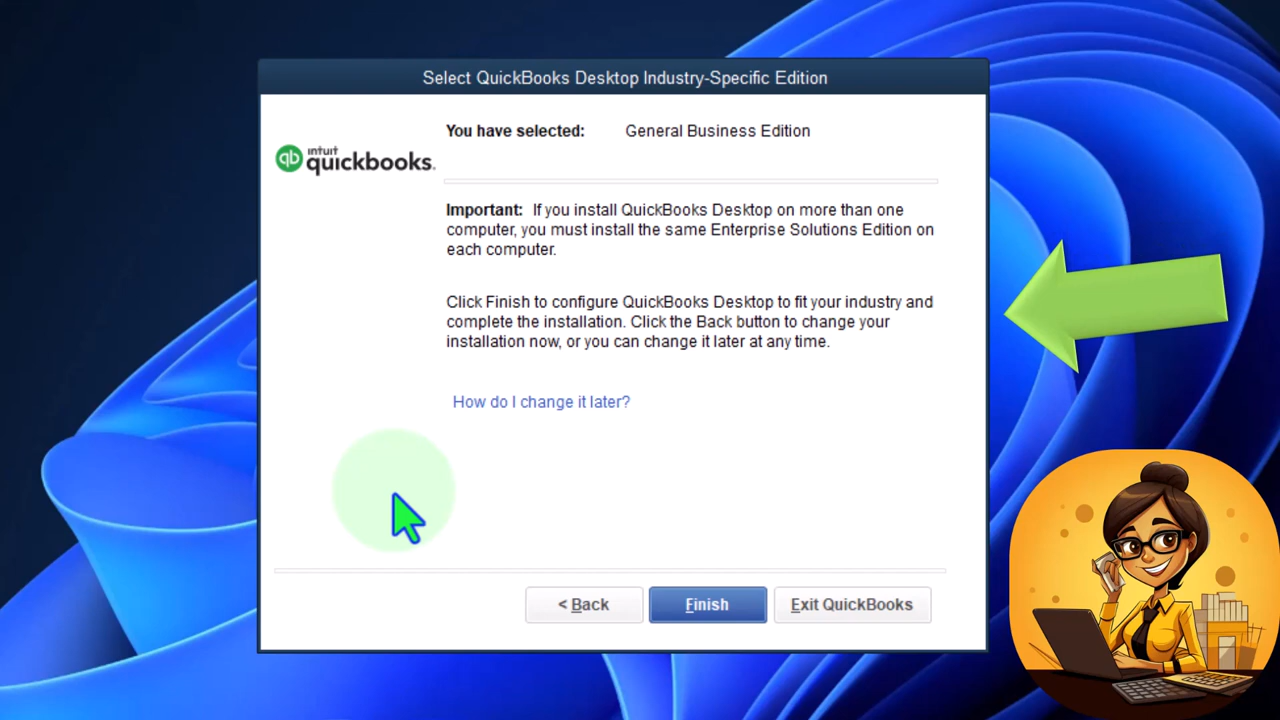 Select QuickBooks Desktop Industry-Specific Edition
You have selected: General Business Edition
qb intuit quickbooks.
Important: If you install QuickBooks Desktop on more than one
computer, you must install the same Enterprise Solutions Edition on
each computer.
Click Finish to configure QuickBooks Desktop to fit your industry and
complete the installation. Click the Back button to change your
installation now, or you can change it later at any time.
How do I change it later?
< Back Finish Exit QuickBooks